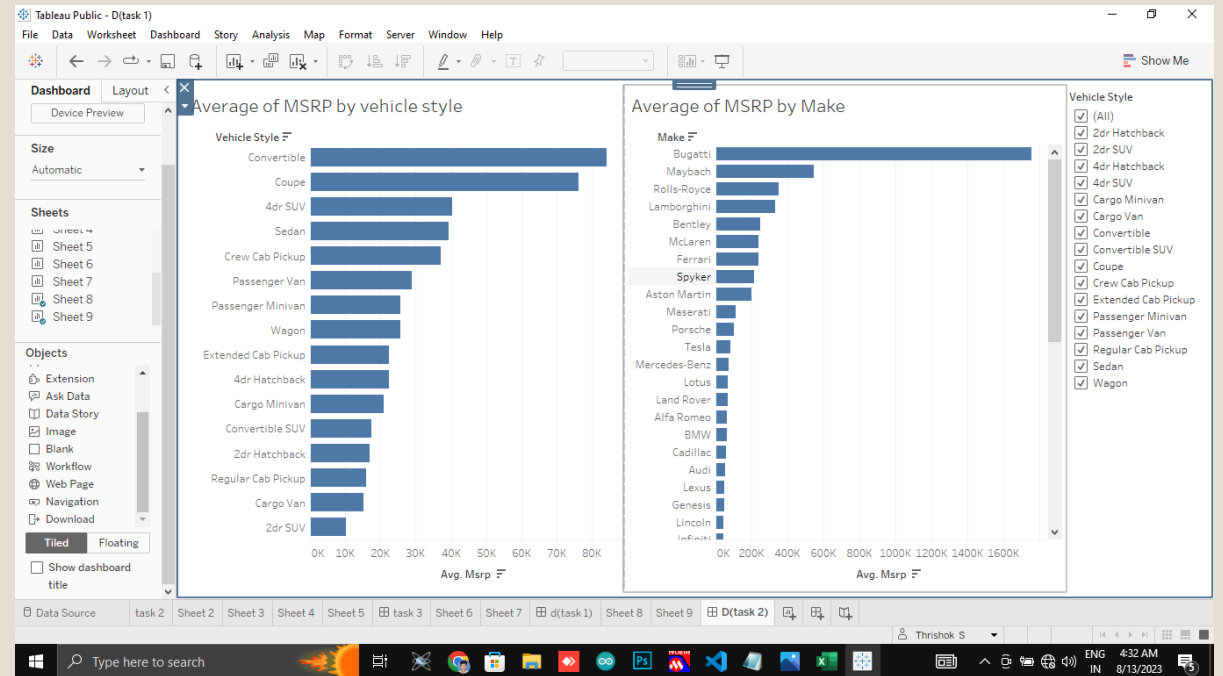 Tableau Public - D(task 1)
File Data Worksheet Dashboard Story Analysis Map Format Server Window Help
Show Me
Dashboard Layout
Device Preview
Size
Automatic
Sheets
Sheet 4
Sheet 5
Sheet 6
Sheet 7
Sheet 8
Sheet 9
Objects
Extension
Ask Data
Data Story
Image
Blank
Workflow
Web Page
Navigation
Download
Tiled Floating
Show dashboard
title
Average of MSRP by vehicle style
Vehicle Style
Convertible
Coupe
4dr SUV
Sedan
Crew Cab Pickup
Passenger Van
Passenger Minivan
Wagon
Extended Cab Pickup
4dr Hatchback
Cargo Minivan
Convertible SUV
2dr Hatchback
Regular Cab Pickup
Cargo Van
2dr SUV
0K 10K 20K 30K 40K 50K 60K 70K 80K
Avg. Msrp
Average of MSRP by Make
Make
Bugatti
Maybach
Rolls-Royce
Lamborghini
Bentley
McLaren
Ferrari
Spyker
Aston Martin
Maserati
Porsche
Tesla
Mercedes-Benz
Lotus
Land Rover
Alfa Romeo
BMW
Cadillac
Audi
Lexus
Genesis
Lincoln
Infiniti
0K 200K 400K 600K 800K 1000K 1200K 1400K 1600K
Avg. Msrp
Vehicle Style
(All)
2dr Hatchback
2dr SUV
4dr Hatchback
4dr SUV
Cargo Minivan
Cargo Van
Convertible
Convertible SUV
Coupe
Crew Cab Pickup
Extended Cab Pickup
Passenger Minivan
Passenger Van
Regular Cab Pickup
Sedan
Wagon
Data Source task 2 Sheet 2 Sheet 3 Sheet 4 Sheet 5 task 3 Sheet 6 Sheet 7 d(task1) Sheet 8 Sheet 9 D(task 2)
Thrishok S
Type here to search
Ps
ENG 4:32 AM
IN 8/13/2023
5